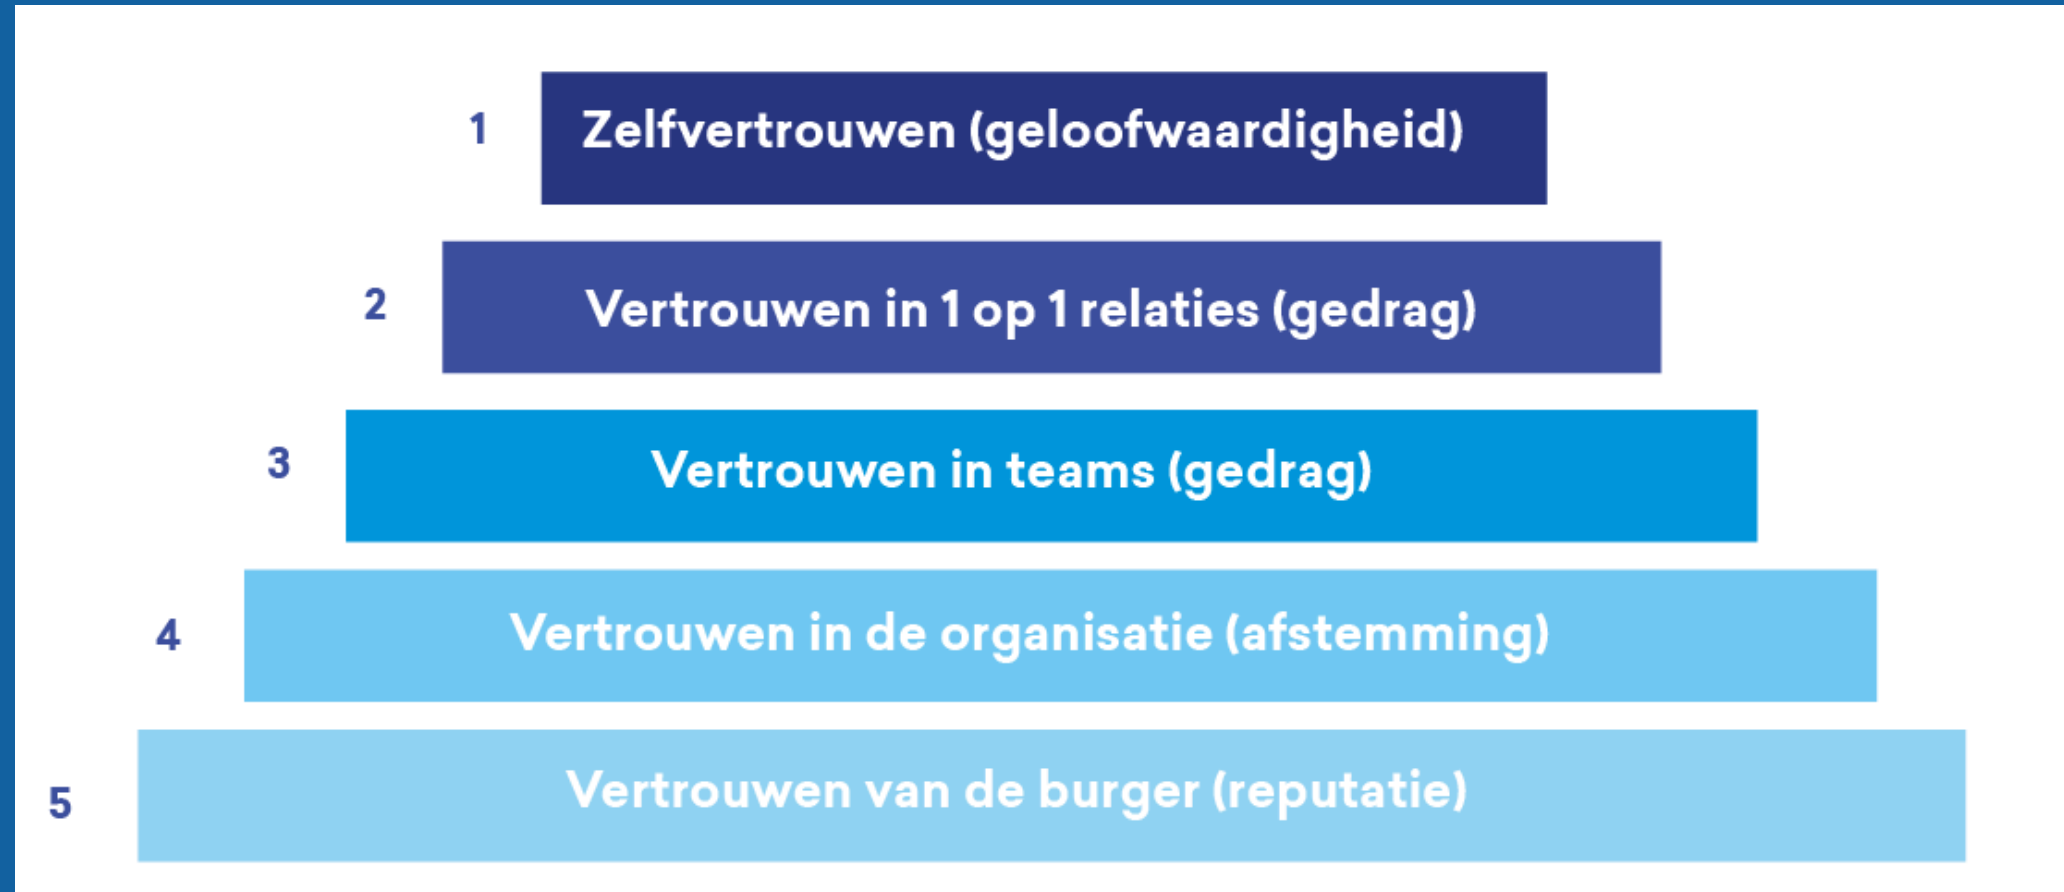 1 Zelfvertrouwen (geloofwaardigheid)
2 Vertrouwen in 1 op 1 relaties (gedrag)
3 Vertrouwen in teams (gedrag)
4 Vertrouwen in de organisatie (afstemming)
5 Vertrouwen van de burger (reputatie)